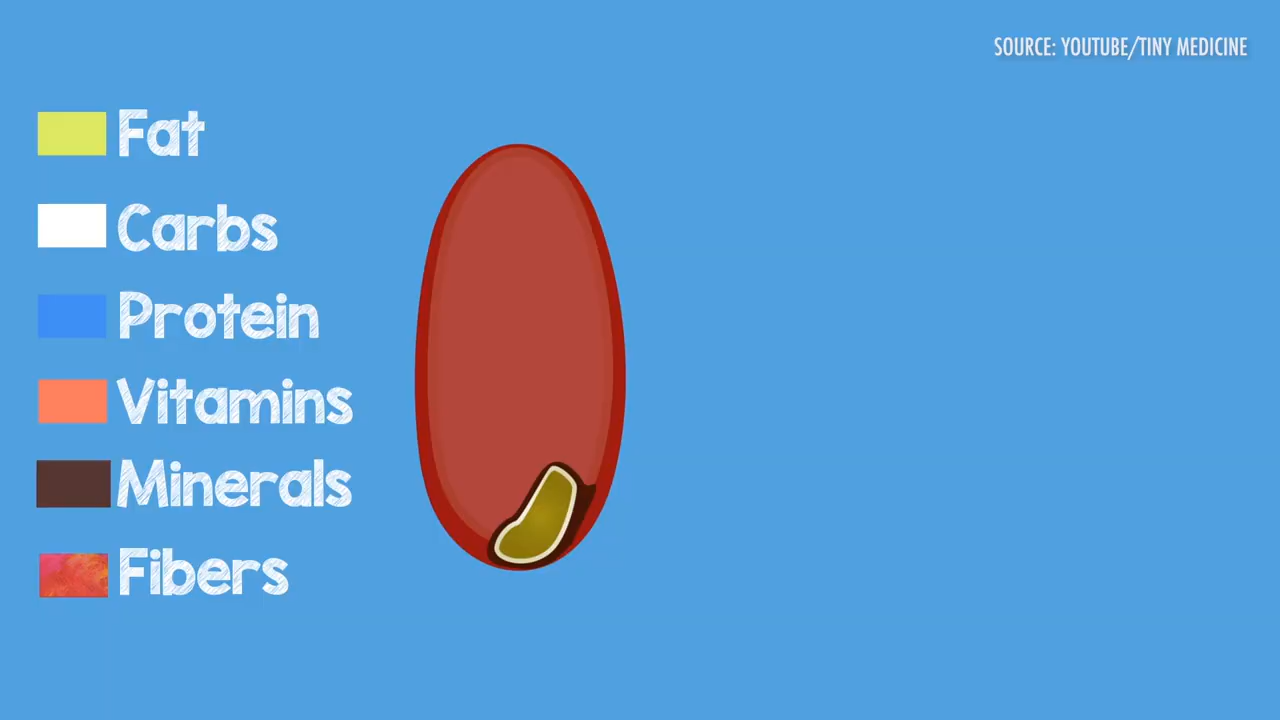 SOURCE: YOUTUBE/TINY MEDICINE
Fat
Carbs
Protein
Vitamins
Minerals
Fibers